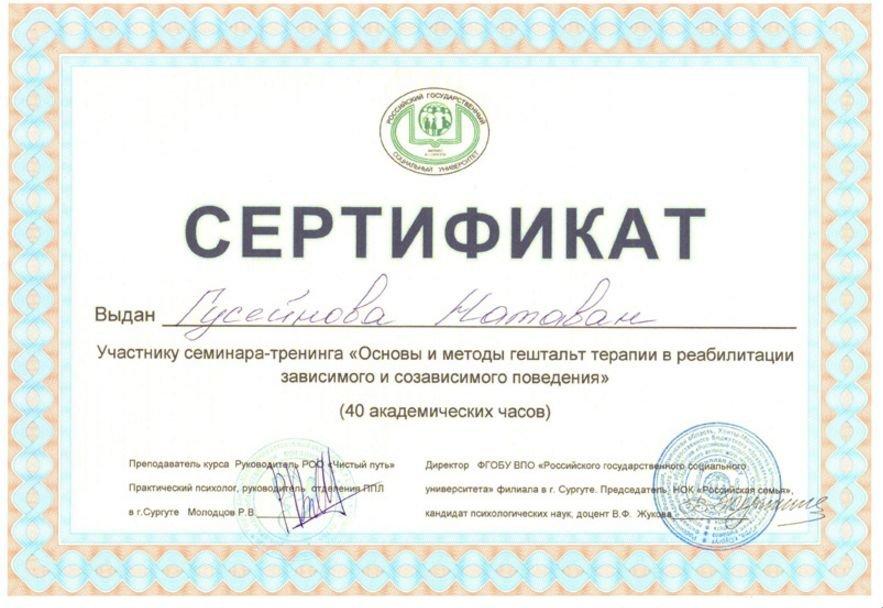 РОССИЙСКИЙ ГОСУДАРСТВЕННЫЙ
СОЦИАЛЬНЫЙ УНИВЕРСИТЕТ
СЕРТИФИКАТ
Выдан Гусейнова Натаван
Участнику семинара-тренинга «Основы и методы гештальт терапии в реабилитации
зависимого и созависимого поведения»
(40 академических часов)
Преподаватель курса Руководитель РОО «Чистый путь»
Практический психолог, руководитель отделения ППЛ
в г.Сургуте Молодцов Р.В.
Директор ФГОБУ ВПО «Российского государственного социального
университета» филиала в г. Сургуте. Председатель НОК «Российская семья»,
кандидат психологических наук, доцент В.Ф. Жукова